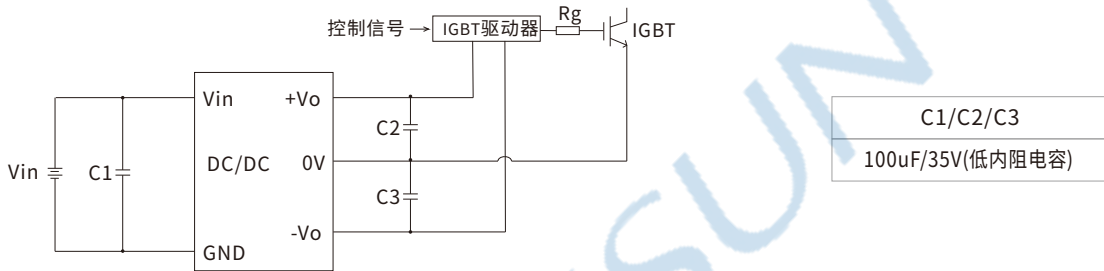 控制信号
IGBT驱动器
Rg
IGBT
Vin
+Vo
C2
C1/C2/C3
Vin
C1
DC/DC
0V
100uF/35V(低内阻电容)
C3
-Vo
GND
SUN